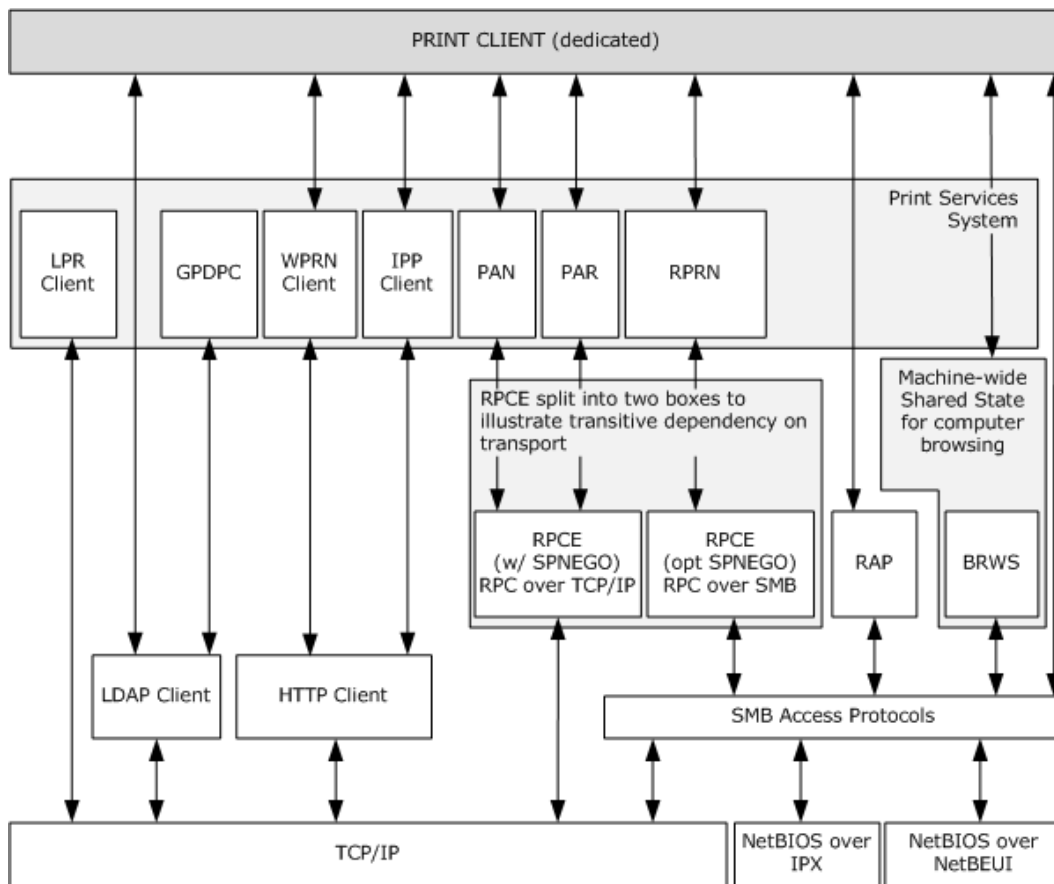 PRINT CLIENT (dedicated)
Print Services
System
LPR
Client
GPDPC
WPRN
Client
IPP
Client
PAN
PAR
RPRN
RPCE split into two boxes to
illustrate transitive dependency on
transport
Machine-wide
Shared State
for computer
browsing
RPCE
(w/ SPNEGO)
RPC over TCP/IP
RPCE
(opt SPNEGO)
RPC over SMB
RAP
BRWS
LDAP Client
HTTP Client
SMB Access Protocols
TCP/IP
NetBIOS over
IPX
NetBIOS over
NetBEUI